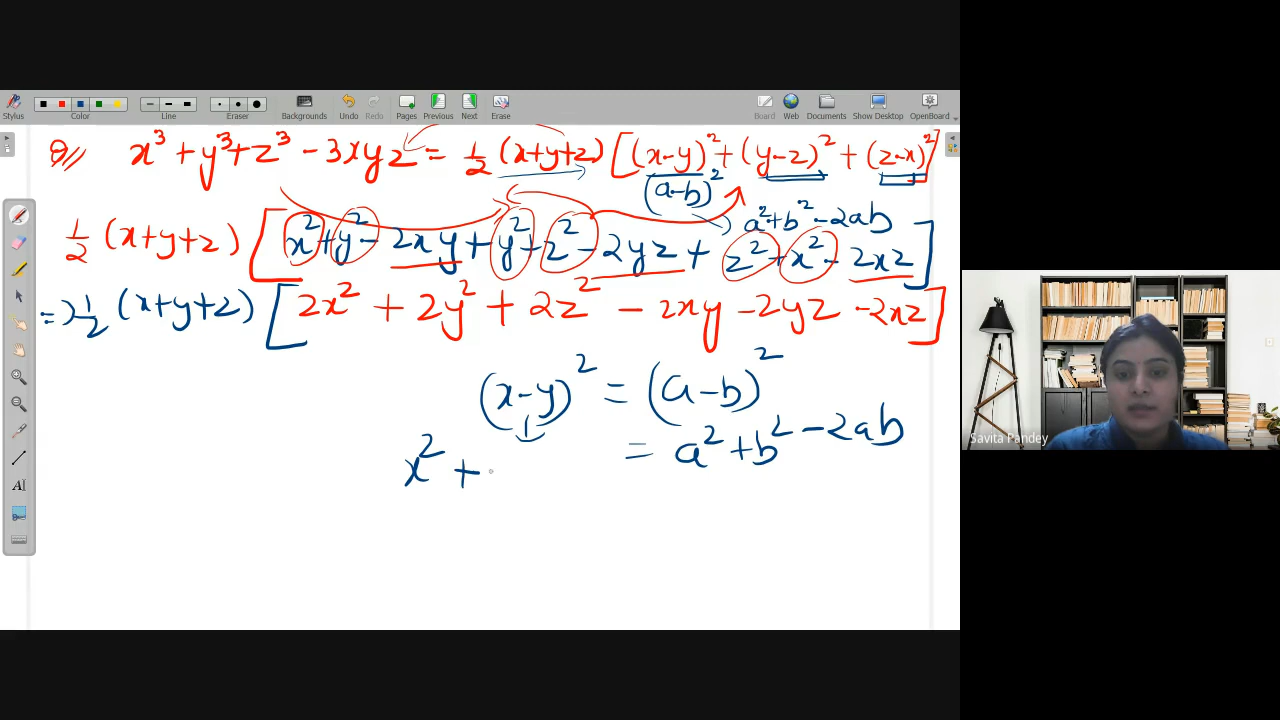 Stylus Color Line Eraser Backgrounds Undo Redo Pages Previous Next Erase Board Web Documents Show Desktop OpenBoard
Q// x³ + y³ + z³ - 3xyz = 1/2 (x+y+z) [(x-y)² + (y-z)² + (z-x)²]
(a-b)²
a²+b²-2ab
1/2 (x+y+z) [x²+y²- 2xy + y²+z²-2yz + z²+x²-2xz]
=> 1/2 (x+y+z) [2x² + 2y² + 2z² - 2xy -2yz -2xz]
(x-y)² = (a-b)²
= a²+b²-2ab
x² +
Savita Pandey